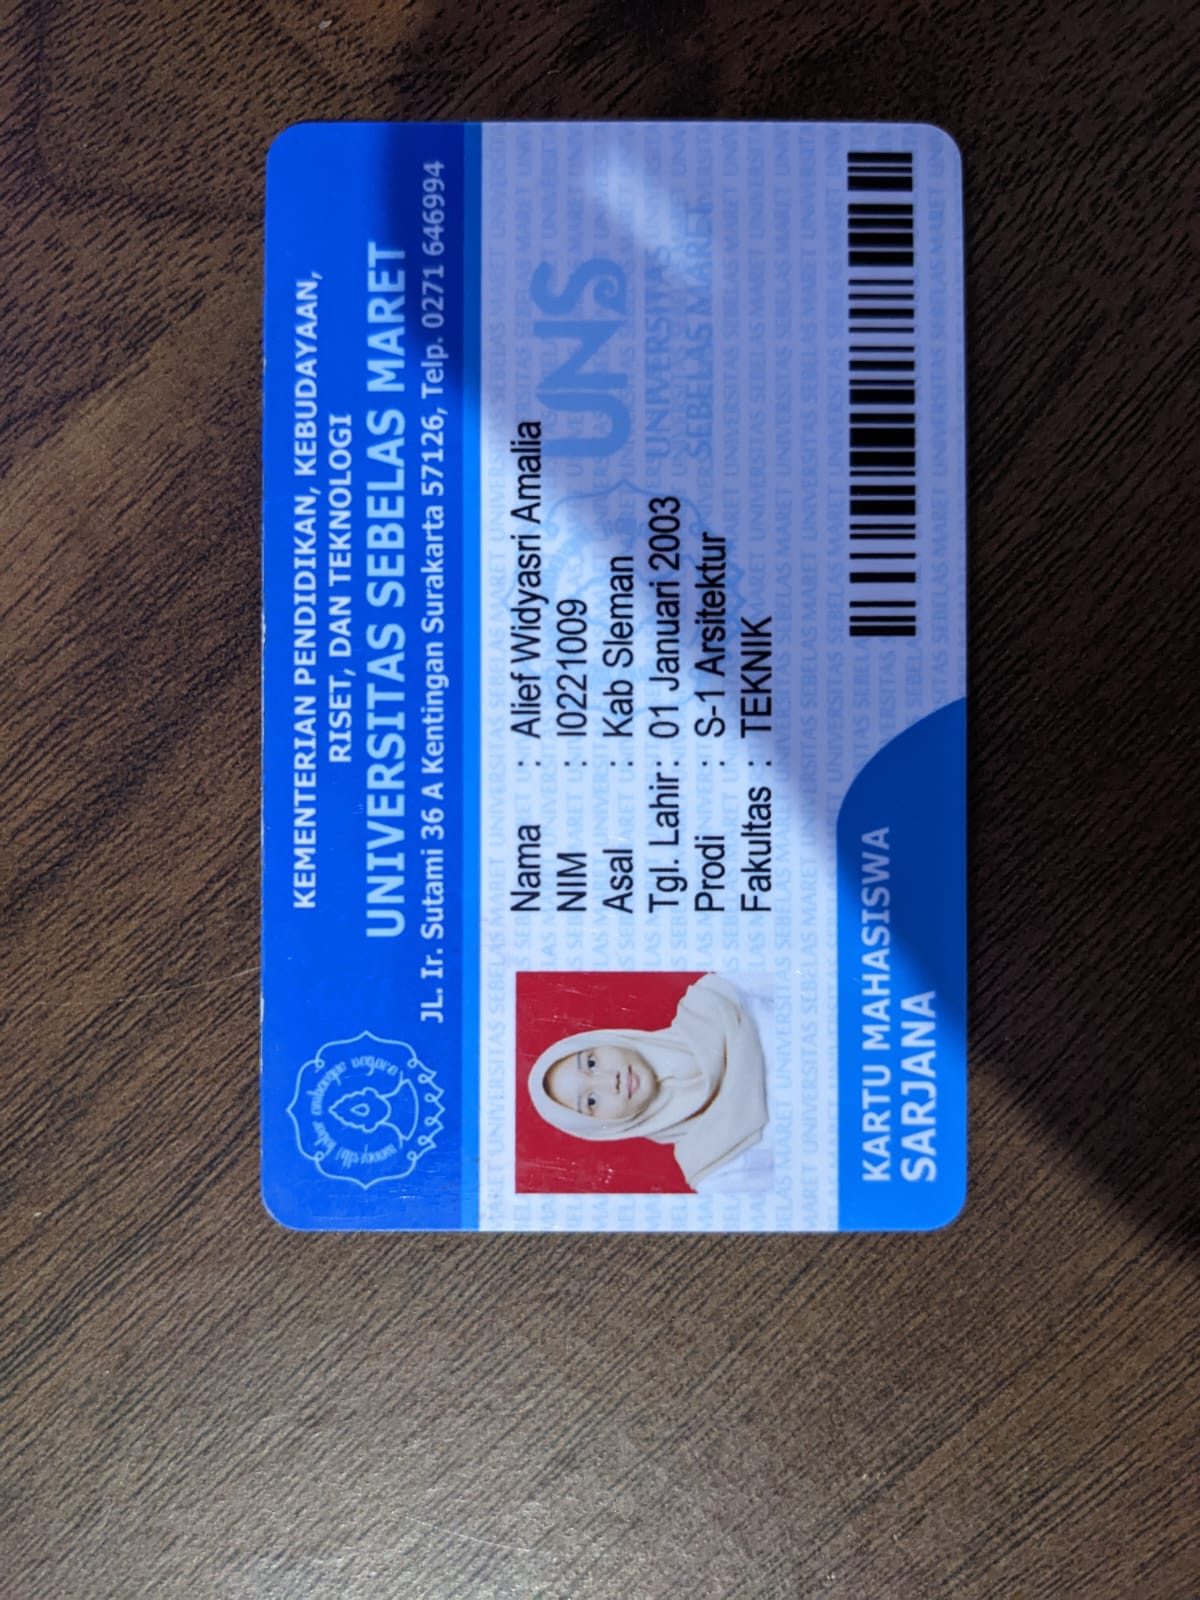 KEMENTERIAN PENDIDIKAN, KEBUDAYAAN,
RISET, DAN TEKNOLOGI
UNIVERSITAS SEBELAS MARET
JL. Ir. Sutami 36 A Kentingan Surakarta 57126, Telp. 0271 646994
Nama : Alief Widyasri Amalia
NIM : I0221009
Asal : Kab Sleman
Tgl. Lahir : 01 Januari 2003
Prodi : S-1 Arsitektur
Fakultas : TEKNIK
UNS
UNIVERSITAS
SEBELAS MARET
KARTU MAHASISWA
SARJANA